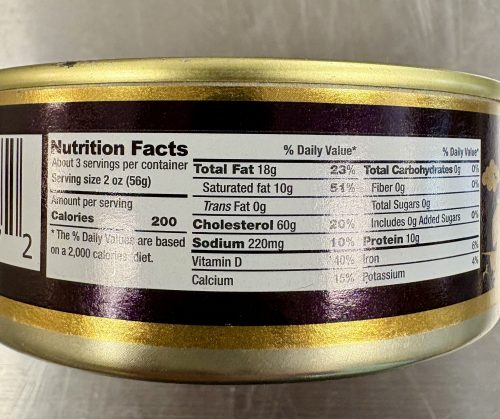 Nutrition Facts
About 3 servings per container
Serving size 2 oz (56g)
Amount per serving
Calories 200
* The % Daily Values are based
on a 2,000 calories diet.
% Daily Value*
Total Fat 18g 23%
Saturated fat 10g 51%
Trans Fat 0g
Cholesterol 60g 20%
Sodium 220mg 10%
Vitamin D 40%
Calcium 15%
% Daily Value*
Total Carbohydrates 0g 0%
Fiber 0g 0%
Total Sugars 0g
Includes 0g Added Sugars 0%
Protein 10g
Iron 6%
Potassium 4%
2